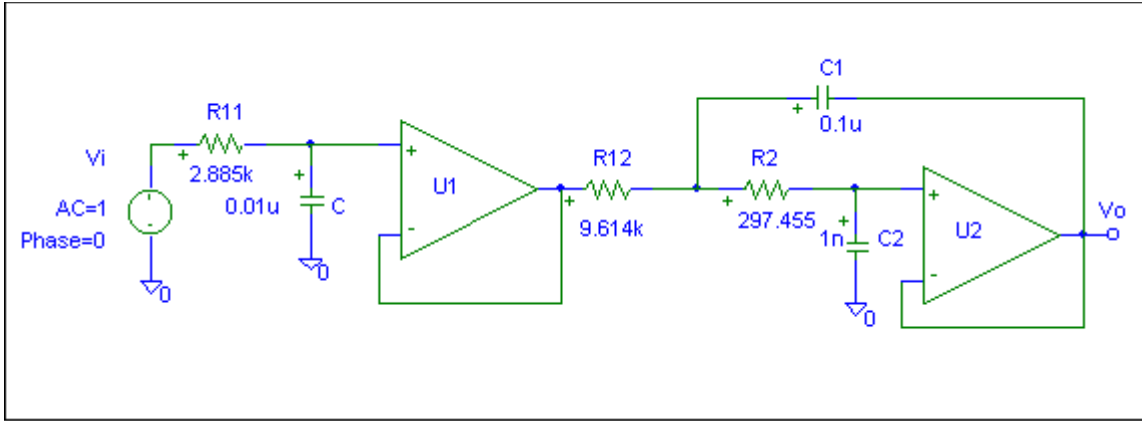 C1
0.1u
R11
2.885k
Vi
AC=1
Phase=0
0.01u
C
0
U1
R12
9.614k
R2
297.455
1n
C2
0
U2
Vo
0